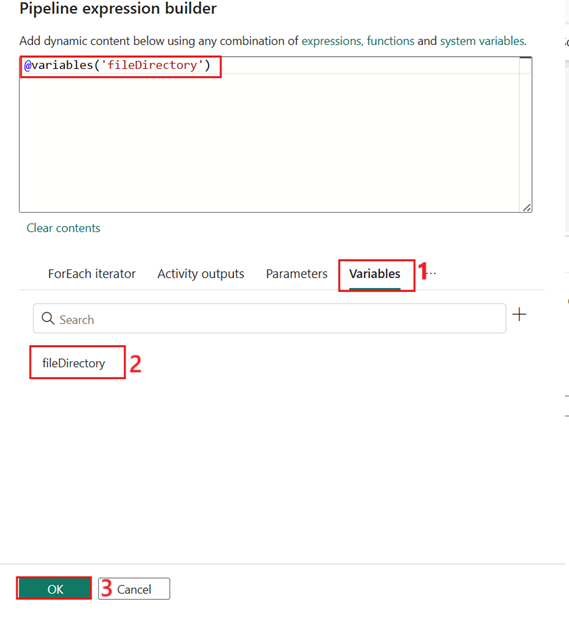 Pipeline expression builder
Add dynamic content below using any combination of expressions, functions and system variables.
@variables('fileDirectory')
Clear contents
ForEach iterator Activity outputs Parameters Variables 1 ...
Search
fileDirectory 2
OK 3 Cancel